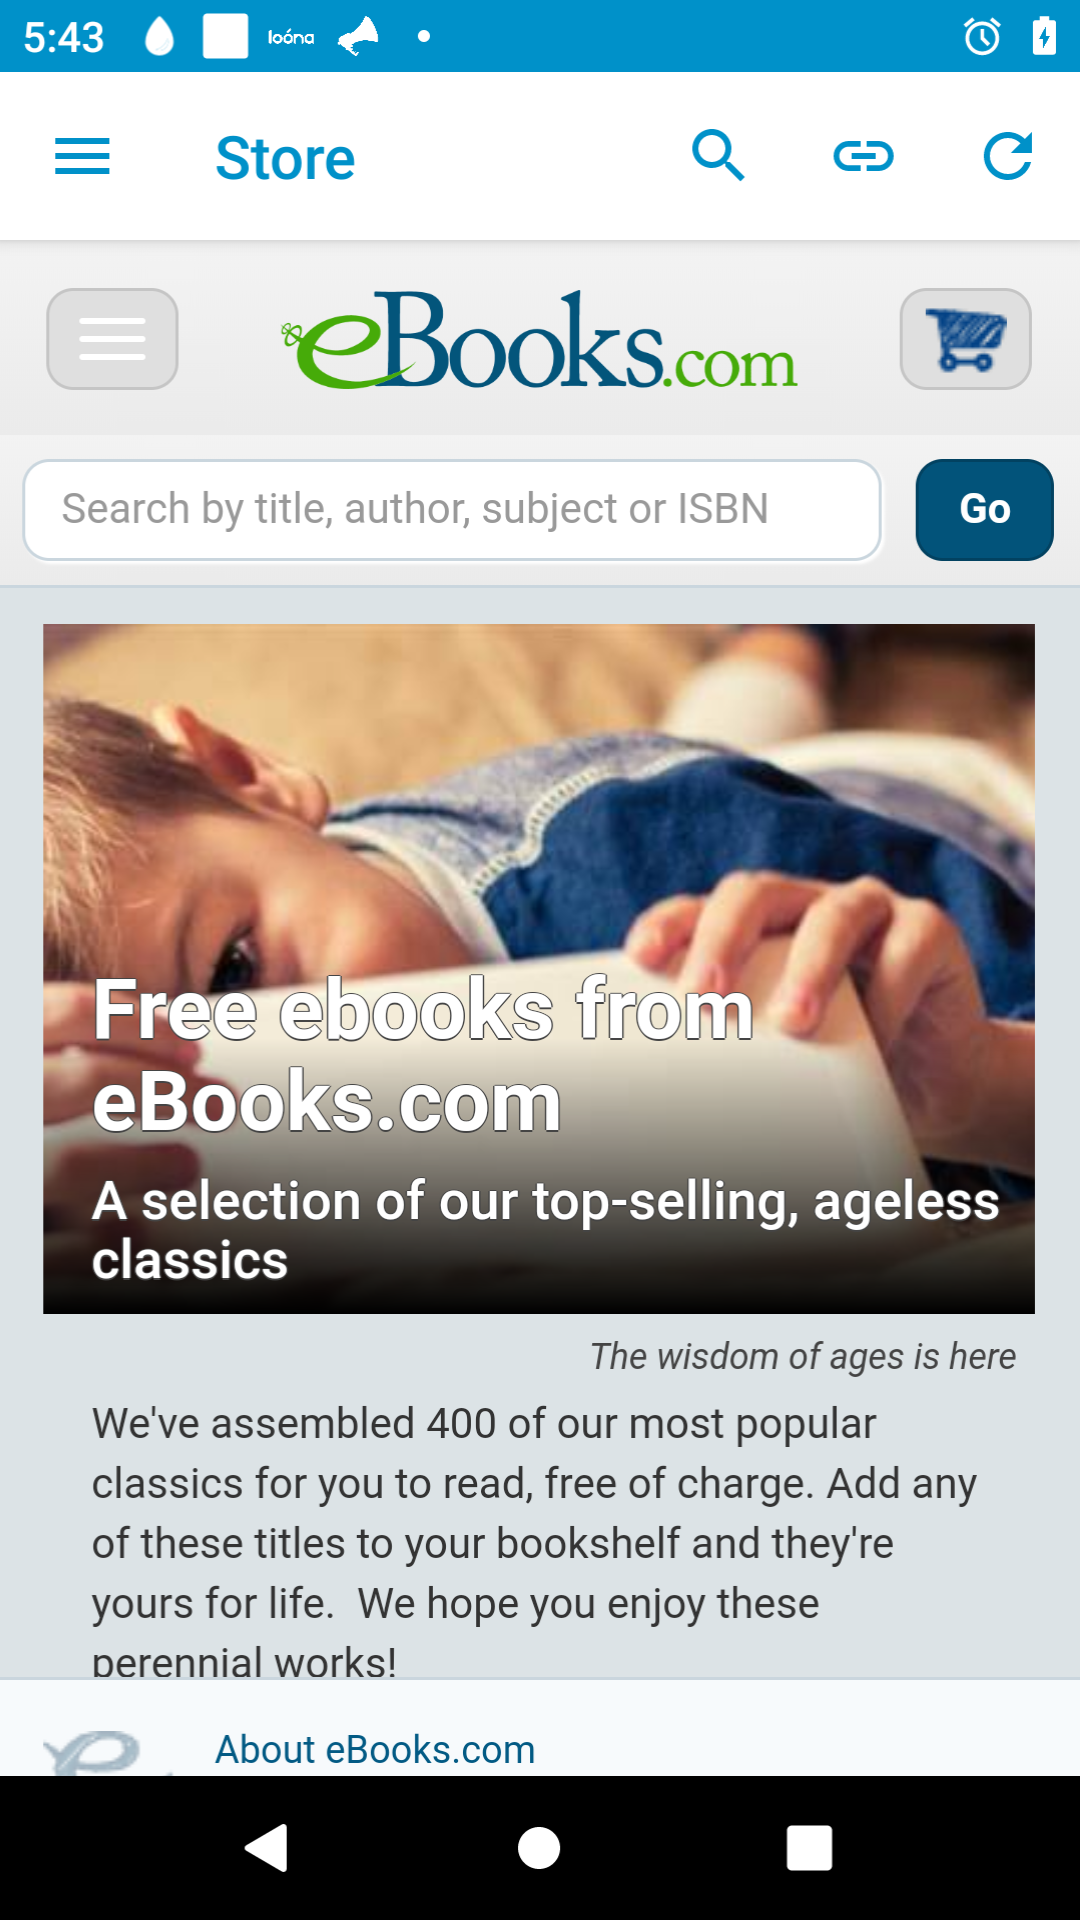 5:43
Ioóna
Store
eBooks.com
Search by title, author, subject or ISBN
Go
Free ebooks from
eBooks.com
A selection of our top-selling, ageless
classics
The wisdom of ages is here
We've assembled 400 of our most popular
classics for you to read, free of charge. Add any
of these titles to your bookshelf and they're
yours for life.  We hope you enjoy these
perennial works!
About eBooks.com